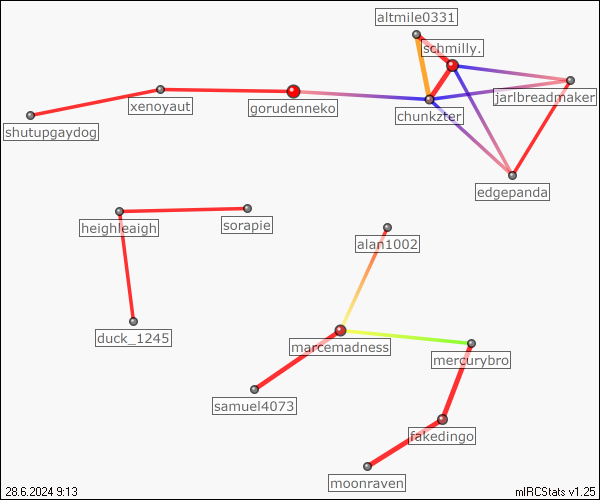 altmile0331
schmilly.
xenoyaut
gorudenneko
jarlbreadmaker
chunkzter
shutupgaydog
edgepanda
heighleaigh
sorapie
alan1002
duck_1245
marcemadness
mercurybro
samuel4073
fakedingo
moonraven
28.6.2024 9:13
mIRCStats v1.25